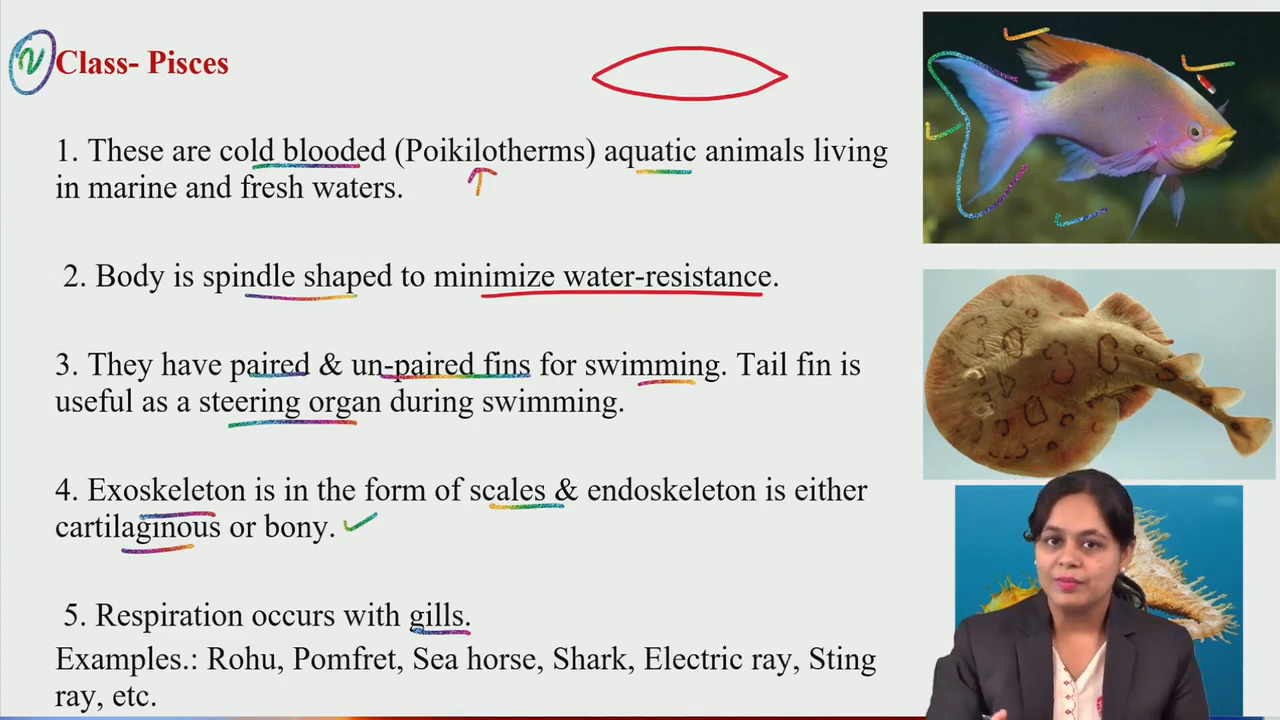 2 Class- Pisces
1. These are cold blooded (Poikilotherms) aquatic animals living
in marine and fresh waters.
2. Body is spindle shaped to minimize water-resistance.
3. They have paired & un-paired fins for swimming. Tail fin is
useful as a steering organ during swimming.
4. Exoskeleton is in the form of scales & endoskeleton is either
cartilaginous or bony.
5. Respiration occurs with gills.
Examples.: Rohu, Pomfret, Sea horse, Shark, Electric ray, Sting
ray, etc.